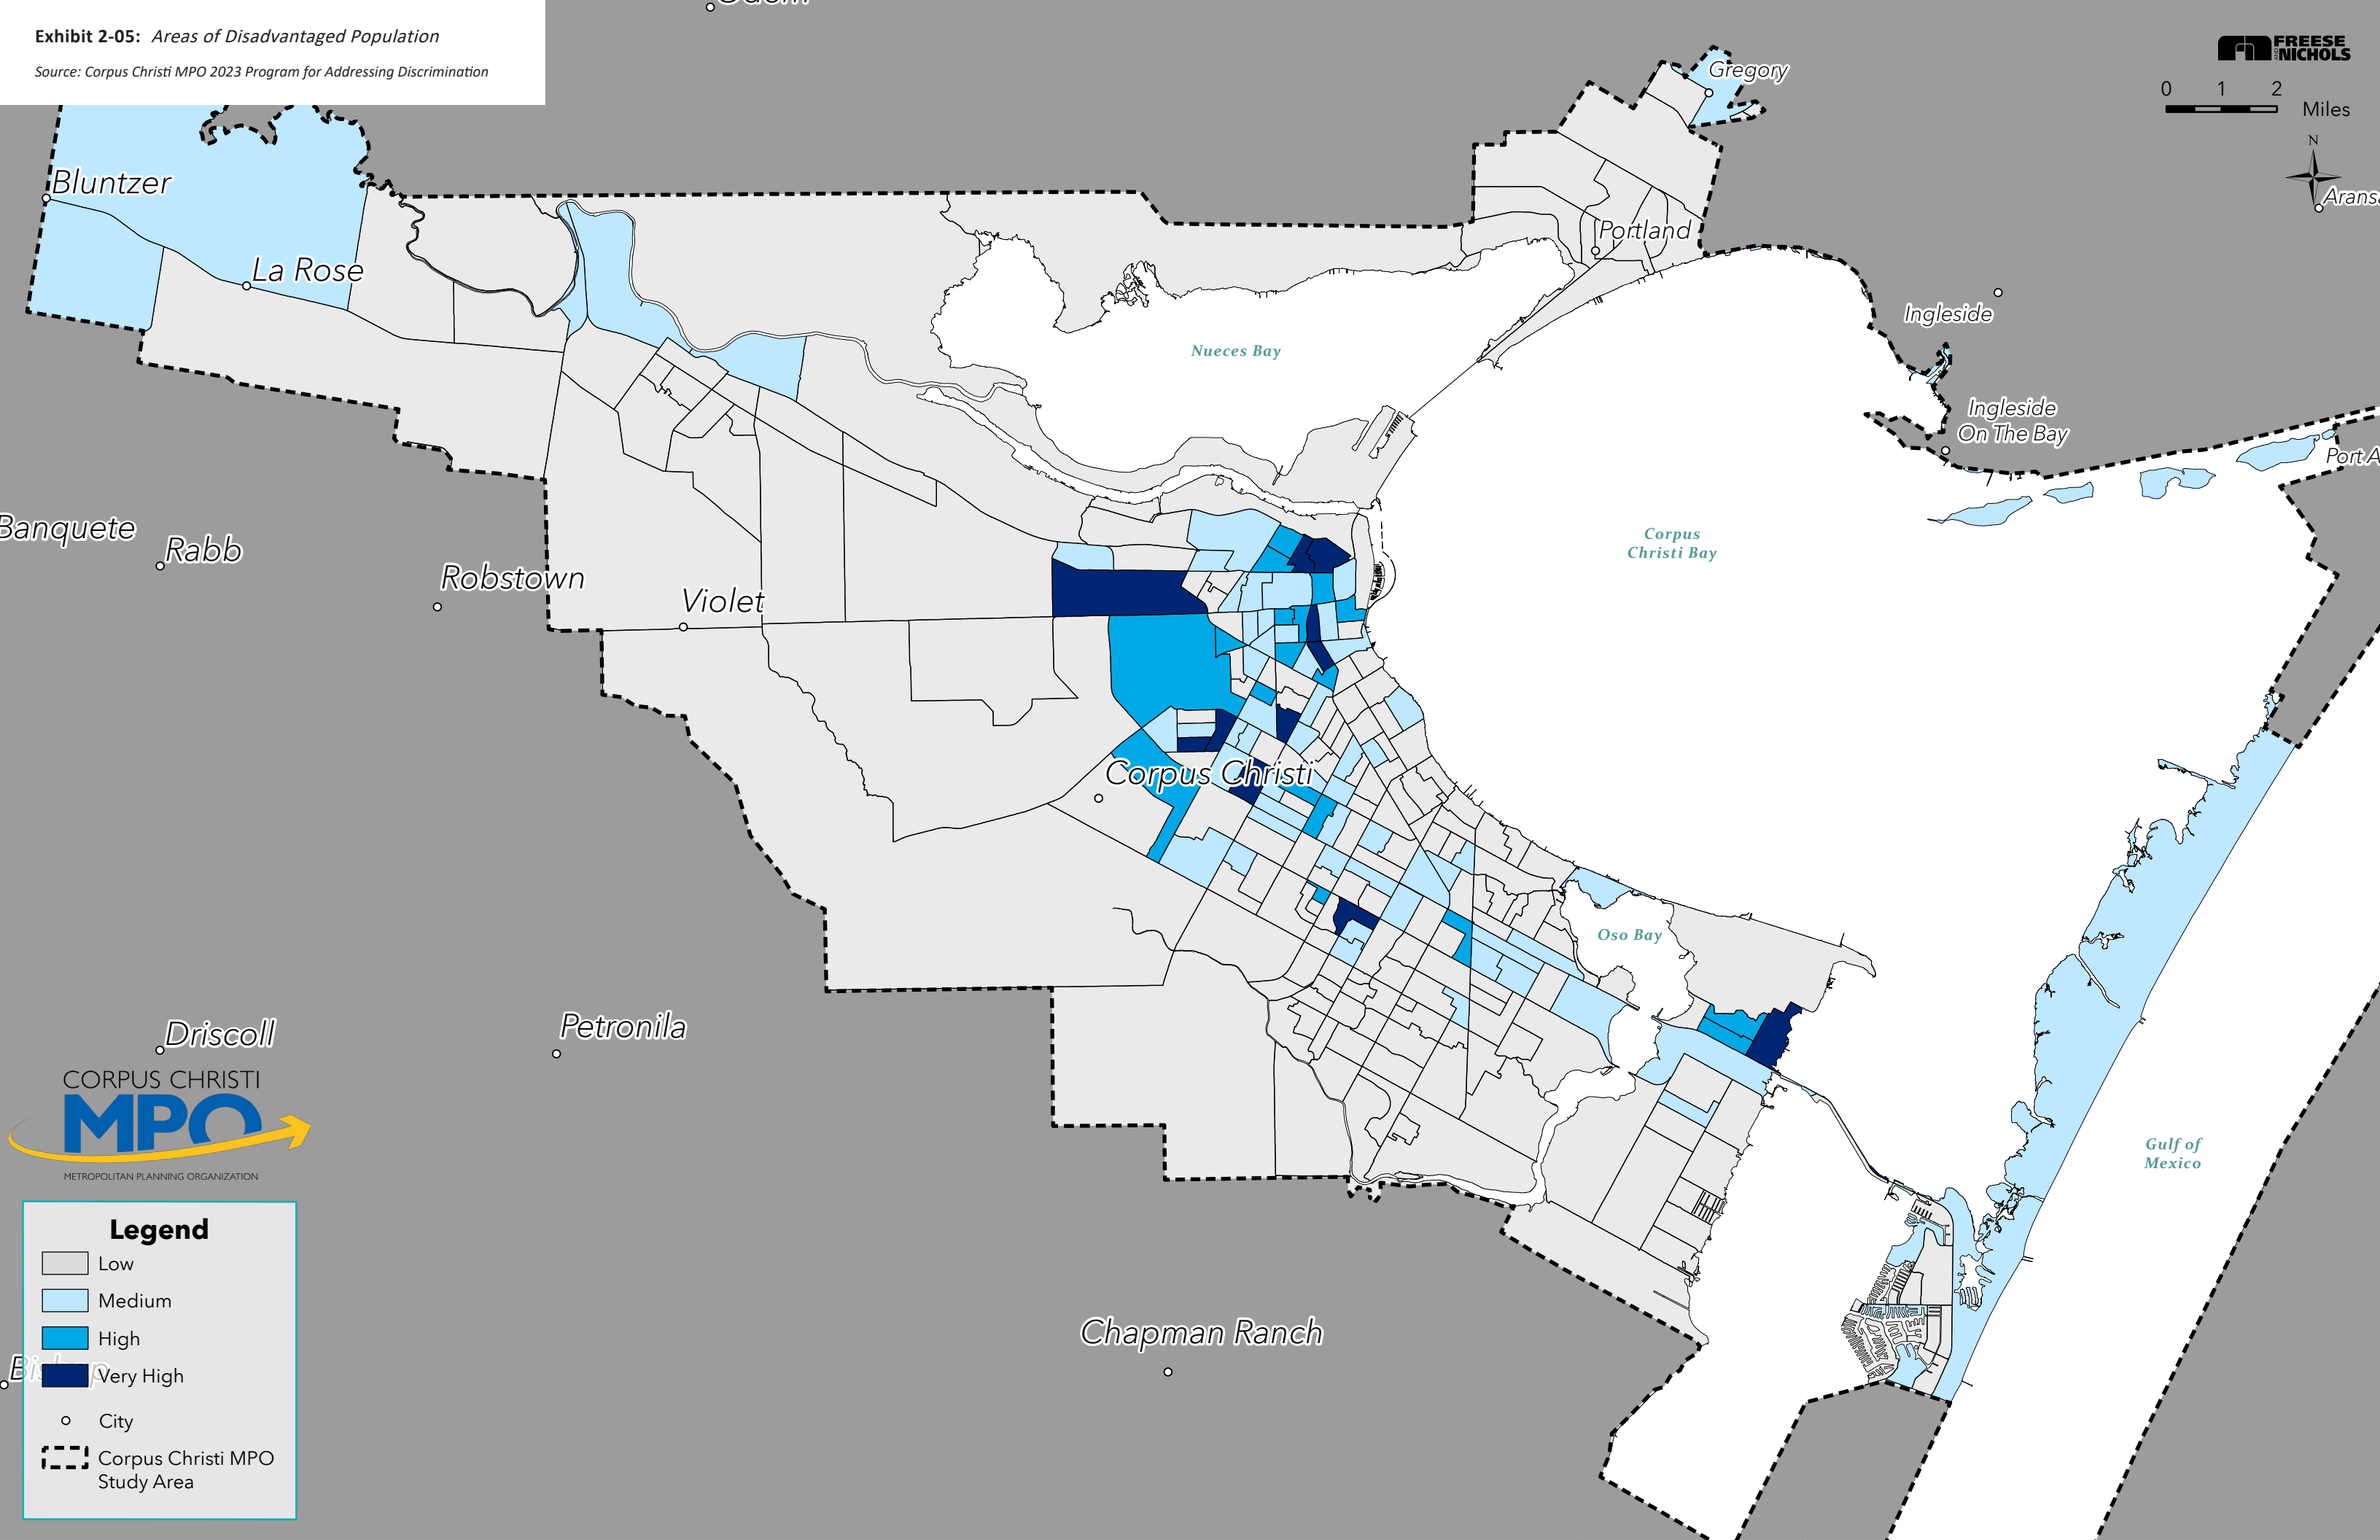 Exhibit 2-05: Areas of Disadvantaged Population
Source: Corpus Christi MPO 2023 Program for Addressing Discrimination
FREESE
NICHOLS
0 1 2
Miles
N
Gregory
Bluntzer
La Rose
Portland
Nueces Bay
Ingleside
Ingleside
On The Bay
Port A
Banquete
Rabb
Robstown
Violet
Corpus
Christi Bay
Corpus Christi
Oso Bay
Driscoll
Petronila
Gulf of
Mexico
Chapman Ranch
CORPUS CHRISTI
MPO
METROPOLITAN PLANNING ORGANIZATION
Legend
Low
Medium
High
Very High
City
Corpus Christi MPO
Study Area